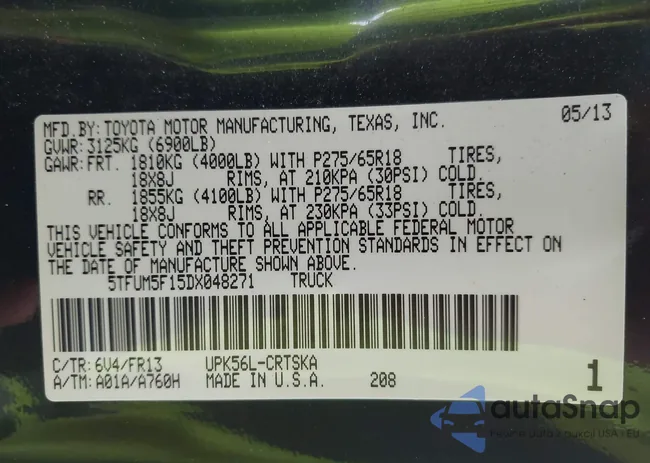 MFD.BY: TOYOTA MOTOR MANUFACTURING, TEXAS, INC. 05/13
GVWR: 3125KG (6900LB)
GAWR: FRT. 1810KG (4000LB) WITH P275/65R18 TIRES,
18X8J RIMS, AT 210KPA (30PSI) COLD.
RR. 1855KG (4100LB) WITH P275/65R18 TIRES,
18X8J RIMS, AT 230KPA (33PSI) COLD.
THIS VEHICLE CONFORMS TO ALL APPLICABLE FEDERAL MOTOR
VEHICLE SAFETY AND THEFT PREVENTION STANDARDS IN EFFECT ON
THE DATE OF MANUFACTURE SHOWN ABOVE.
5TFUM5F15DX048271 TRUCK
C/TR: 6V4/FR13 UPK56L-CRTSKA
A/TM: A01A/A760H MADE IN U.S.A. 208 1
autoSnap